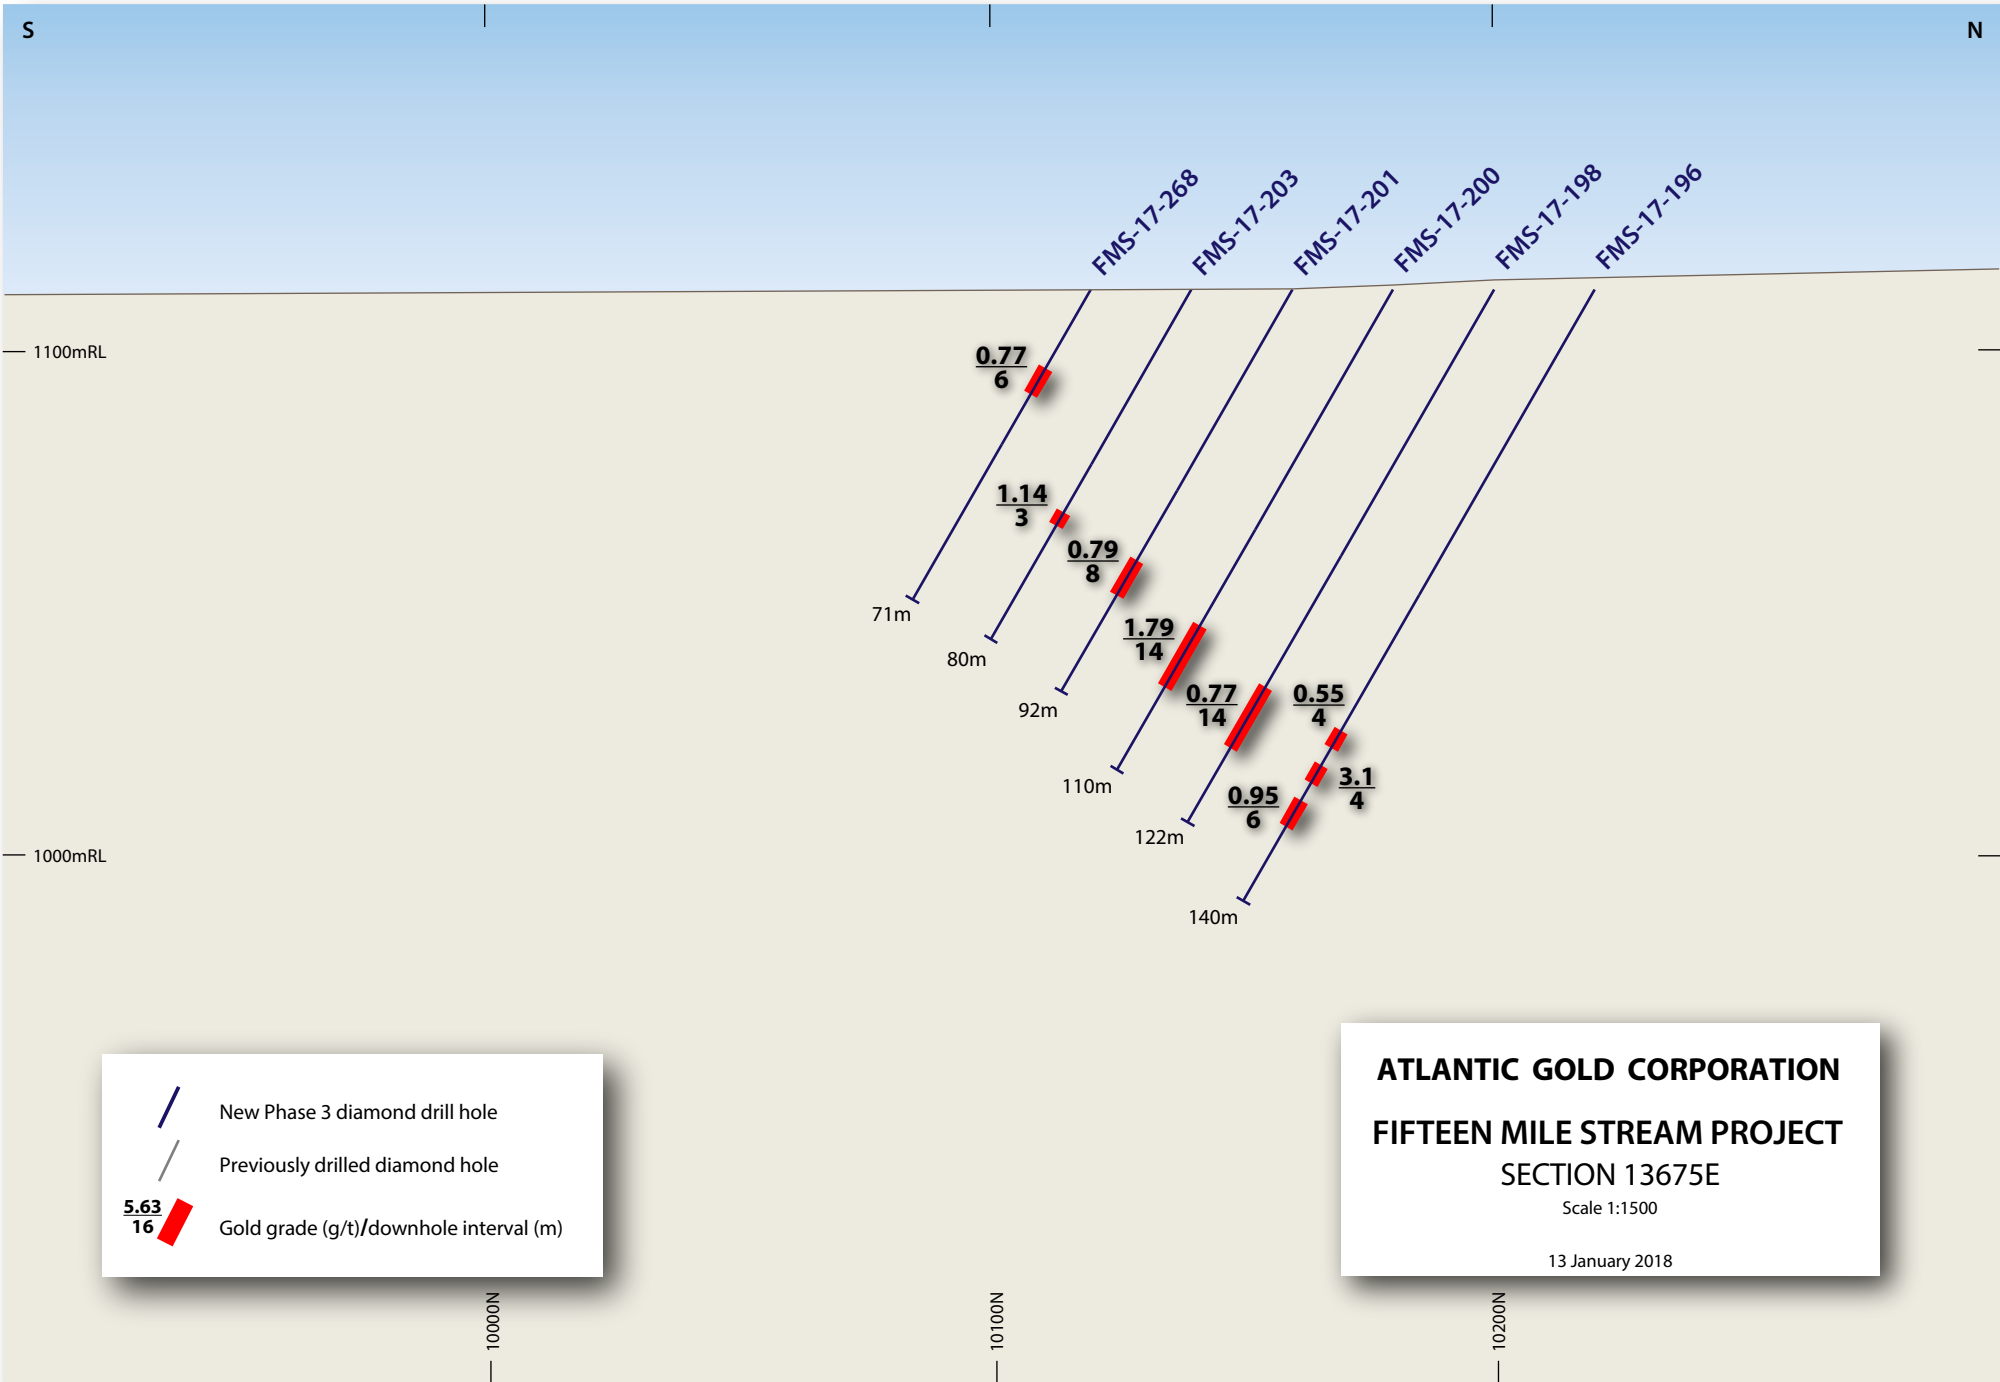 S
N
FMS-17-268
FMS-17-203
FMS-17-201
FMS-17-200
FMS-17-198
FMS-17-196
1100mRL
0.77
6
1.14
3
0.79
8
71m
1.79
14
80m
0.77
14
0.55
4
92m
3.1
4
110m
0.95
6
122m
1000mRL
140m
New Phase 3 diamond drill hole
Previously drilled diamond hole
5.63
16
Gold grade (g/t)/downhole interval (m)
ATLANTIC GOLD CORPORATION
FIFTEEN MILE STREAM PROJECT
SECTION 13675E
Scale 1:1500
13 January 2018
10000N
10100N
10200N